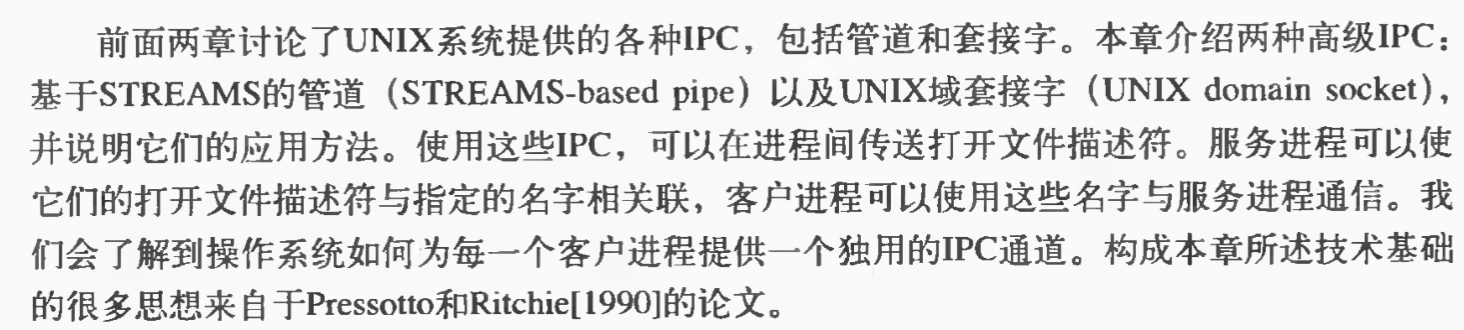 前面两章讨论了UNIX系统提供的各种IPC，包括管道和套接字。本章介绍两种高级IPC：
基于STREAMS的管道（STREAMS-based pipe）以及UNIX域套接字（UNIX domain socket），
并说明它们的应用方法。使用这些IPC，可以在进程间传送打开文件描述符。服务进程可以使
它们的打开文件描述符与指定的名字相关联，客户进程可以使用这些名字与服务进程通信。我
们会了解到操作系统如何为每一个客户进程提供一个独用的IPC通道。构成本章所述技术基础
的很多思想来自于Pressotto和Ritchie[1990]的论文。